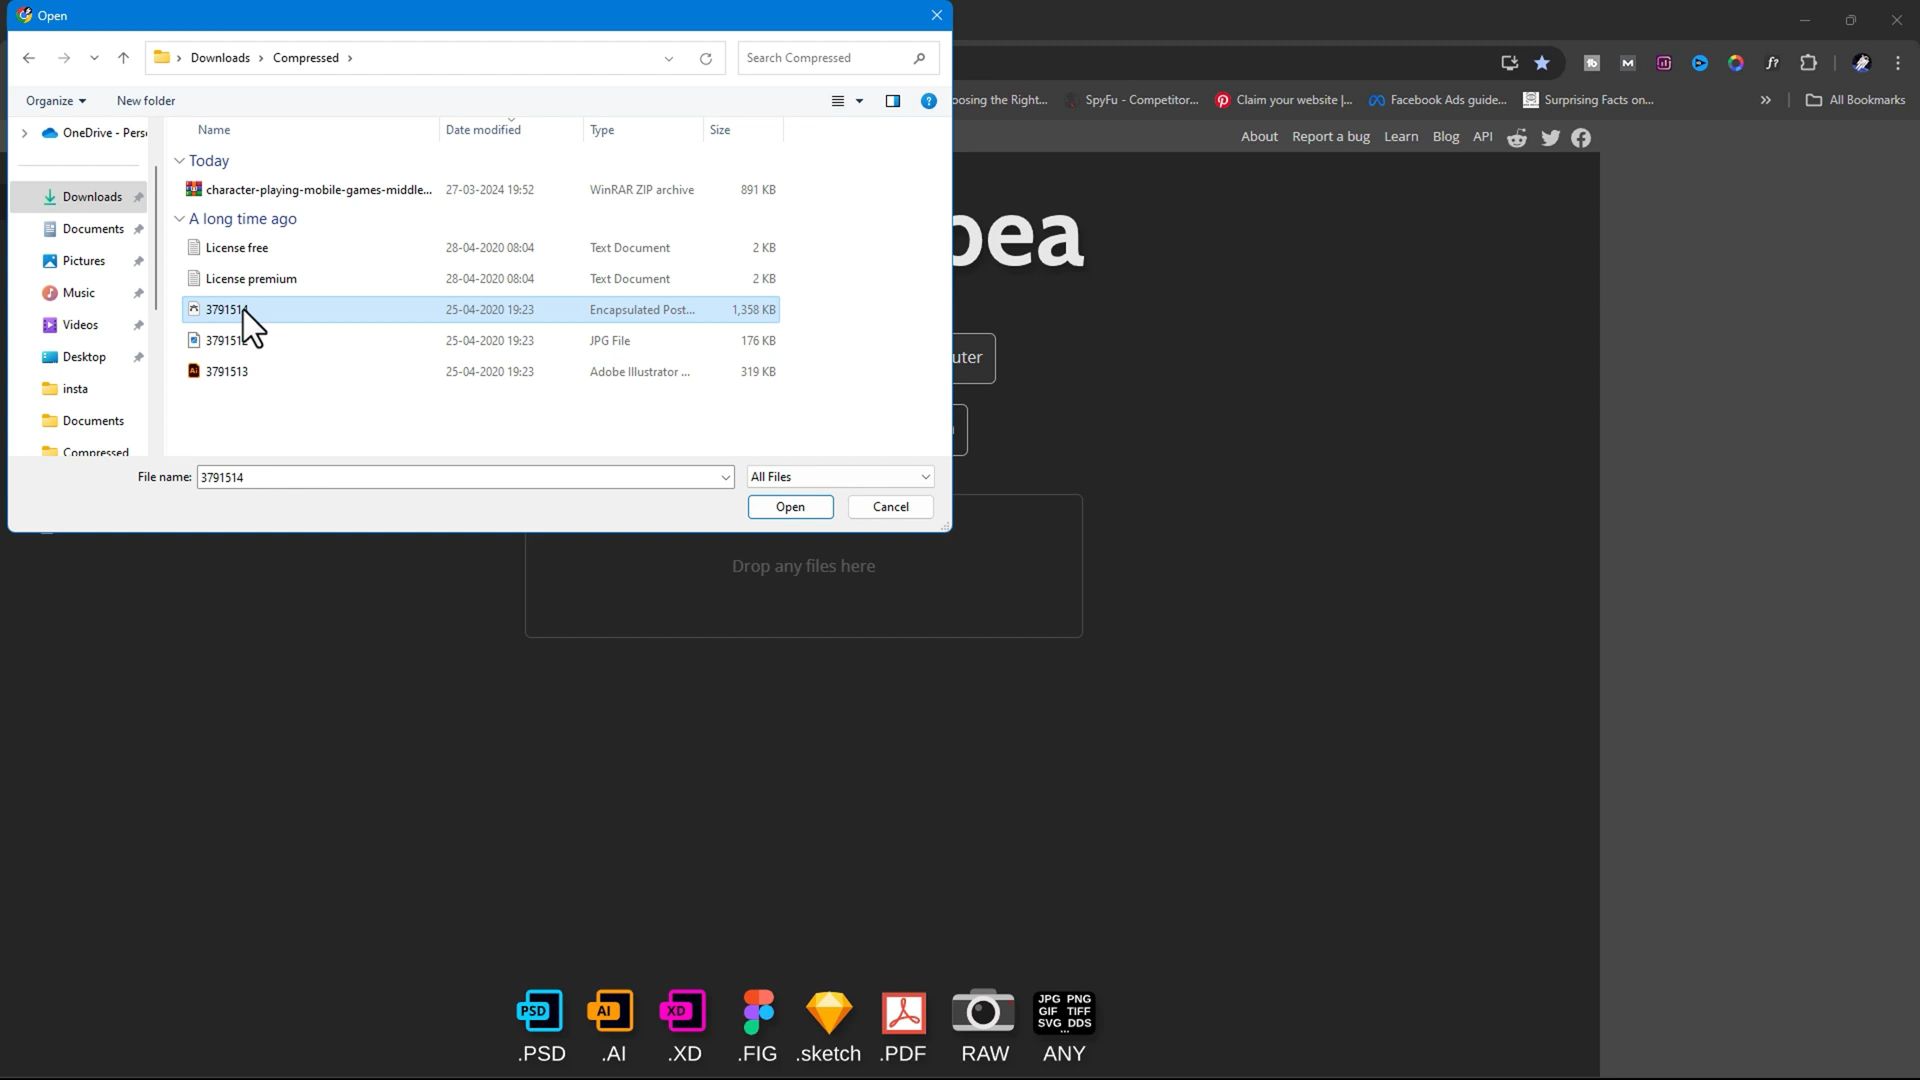 Open
Downloads > Compressed >
Search Compressed
Organize
New folder
OneDrive - Pers
Downloads
Documents
Pictures
Music
Videos
Desktop
insta
Documents
Compressed
Name Date modified Type Size
Today
character-playing-mobile-games-middle... 27-03-2024 19:52 WinRAR ZIP archive 891 KB
A long time ago
License free 28-04-2020 08:04 Text Document 2 KB
License premium 28-04-2020 08:04 Text Document 2 KB
3791514 25-04-2020 19:23 Encapsulated Post... 1,358 KB
379151 25-04-2020 19:23 JPG File 176 KB
Ai 3791513 25-04-2020 19:23 Adobe Illustrator ... 319 KB
File name: 3791514
All Files
Open Cancel
osing the Right...
SpyFu - Competitor...
Claim your website |...
Facebook Ads guide...
Surprising Facts on...
» All Bookmarks
About Report a bug Learn Blog API
pea
uter
Drop any files here
PSD AI XD JPG PNG
GIF TIFF
SVG DDS
...
.PSD .AI .XD .FIG .sketch .PDF RAW ANY